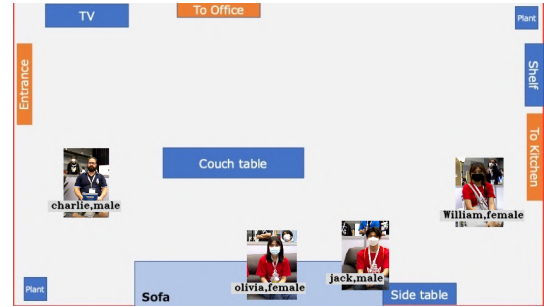 TV
To Office
Plant
Entrance
Shelf
To Kitchen
Couch table
charlie,male
William,female
olivia,female
jack,male
Plant
Sofa
Side table